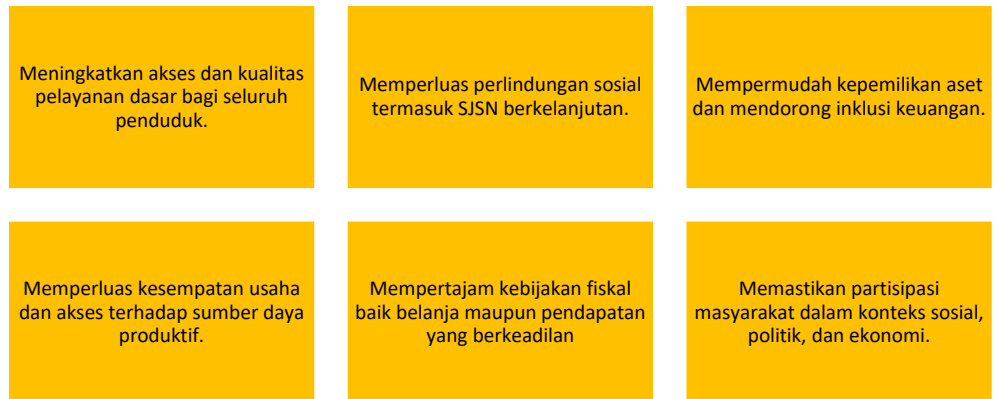 Meningkatkan akses dan kualitas
pelayanan dasar bagi seluruh
penduduk.
Memperluas perlindungan sosial
termasuk SJSN berkelanjutan.
Mempermudah kepemilikan aset
dan mendorong inklusi keuangan.
Memperluas kesempatan usaha
dan akses terhadap sumber daya
produktif.
Mempertajam kebijakan fiskal
baik belanja maupun pendapatan
yang berkeadilan
Memastikan partisipasi
masyarakat dalam konteks sosial,
politik, dan ekonomi.